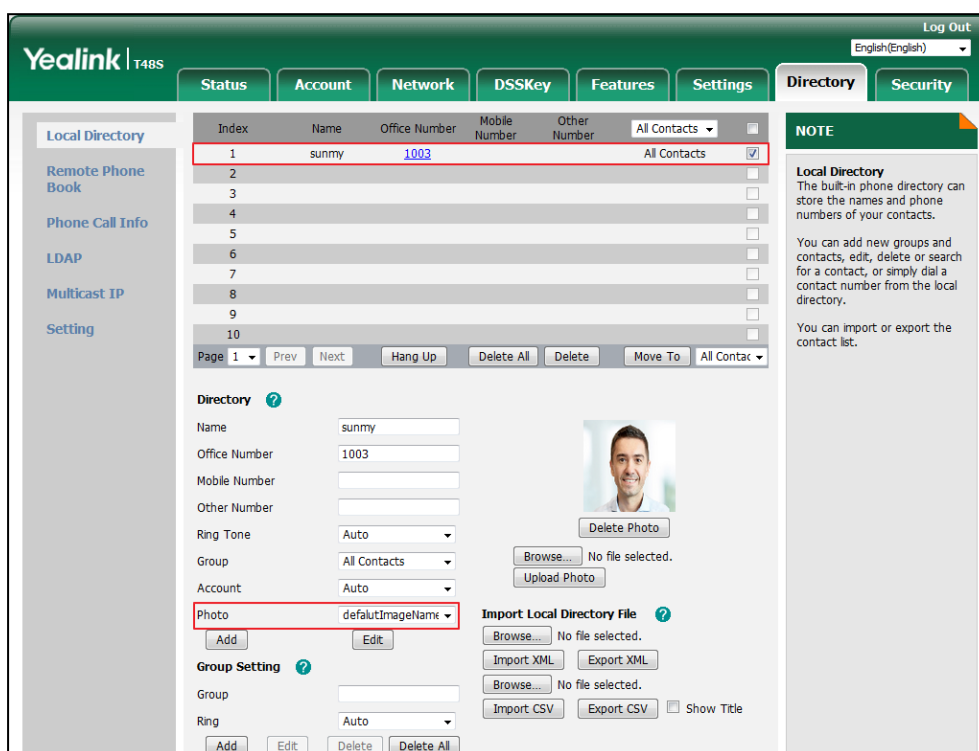 Log Out
Yealink T48S
English(English)
Status Account Network DSSKey Features Settings Directory Security
Local Directory
Remote Phone
Book
Phone Call Info
LDAP
Multicast IP
Setting
Index Name Office Number Mobile Number Other Number All Contacts
1 sunmy 1003 All Contacts
2
3
4
5
6
7
8
9
10
Page 1 Prev Next Hang Up Delete All Delete Move To All Contac
Directory ?
Name sunmy
Office Number 1003
Mobile Number
Other Number
Ring Tone Auto
Group All Contacts
Account Auto
Photo defalutImageName
Add Edit
Delete Photo
Browse... No file selected.
Upload Photo
Import Local Directory File ?
Browse... No file selected.
Import XML Export XML
Browse... No file selected.
Import CSV Export CSV Show Title
Group Setting ?
Group
Ring Auto
Add Edit Delete Delete All
NOTE
Local Directory
The built-in phone directory can
store the names and phone
numbers of your contacts.
You can add new groups and
contacts, edit, delete or search
for a contact, or simply dial a
contact number from the local
directory.
You can import or export the
contact list.